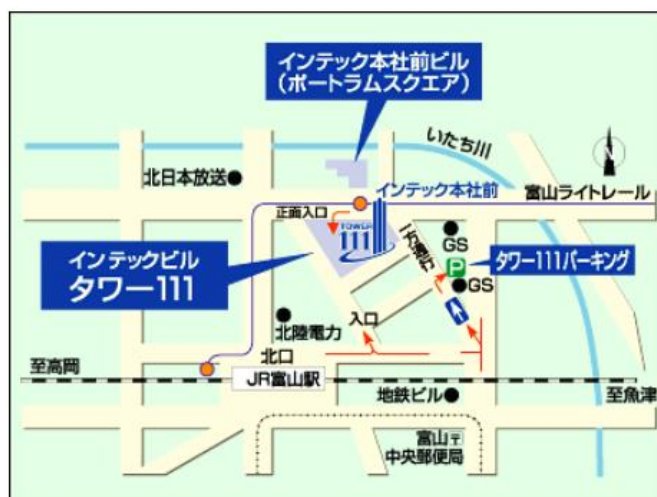 インテック本社前ビル
(ポートラムスクエア)
いたち川
N
北日本放送
インテック本社前
富山ライトレール
正面入口
TOWER
111
一方通行
GS
P
タワー111パーキング
インテックビル
タワー111
GS
北陸電力
入口
北口
至高岡
JR富山駅
地鉄ビル
至魚津
富山〒
中央郵便局